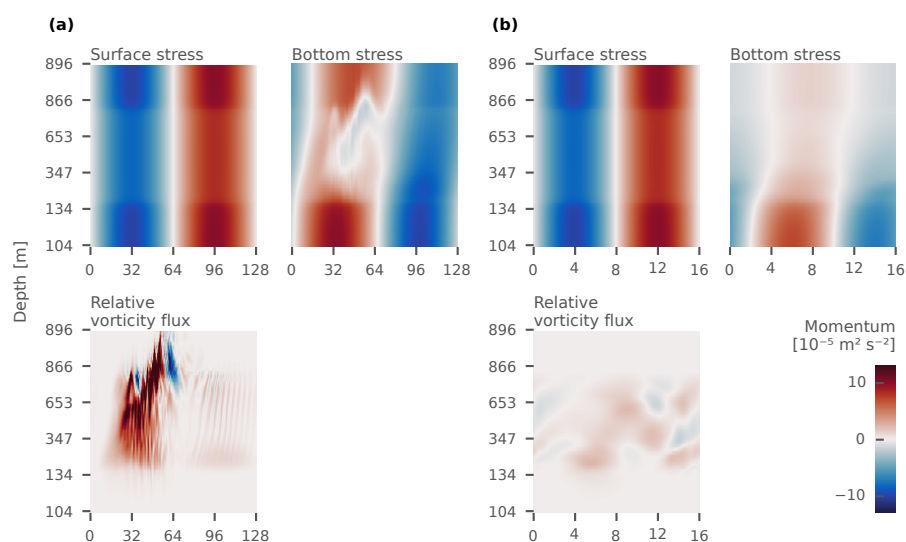 (a)
(b)
Surface stress
Bottom stress
Surface stress
Bottom stress
896
866
653
347
134
104
0 32 64 96 128
0 32 64 96 128
896
866
653
347
134
104
0 4 8 12 16
0 4 8 12 16
Depth [m]
Relative
vorticity flux
896
866
653
347
134
104
0 32 64 96 128
Relative
vorticity flux
896
866
653
347
134
104
0 4 8 12 16
Momentum
[10⁻⁵ m² s⁻²]
10
0
−10